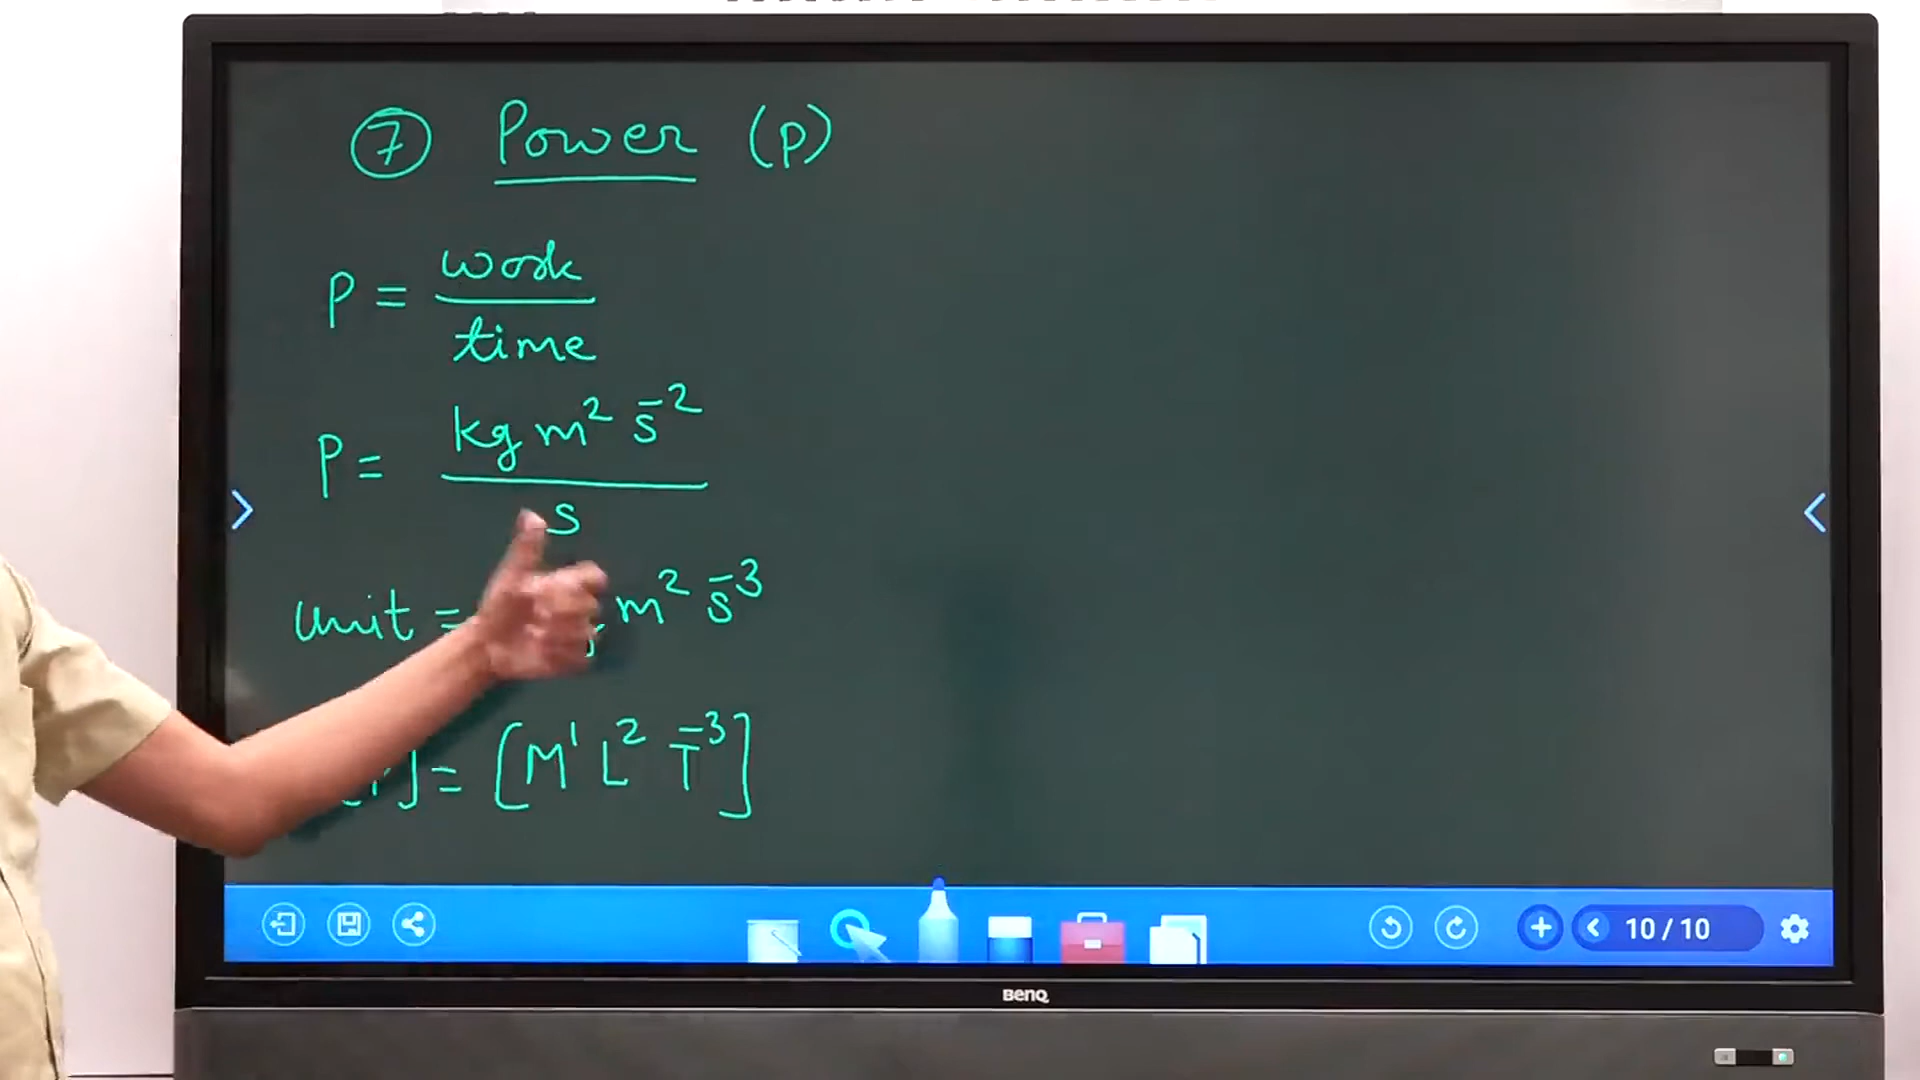 ⑦ Power (P)
P = work / time
P = kg m² s⁻² / s
unit = m² s⁻³
= [M¹ L² T⁻³]
10 / 10
BenQ